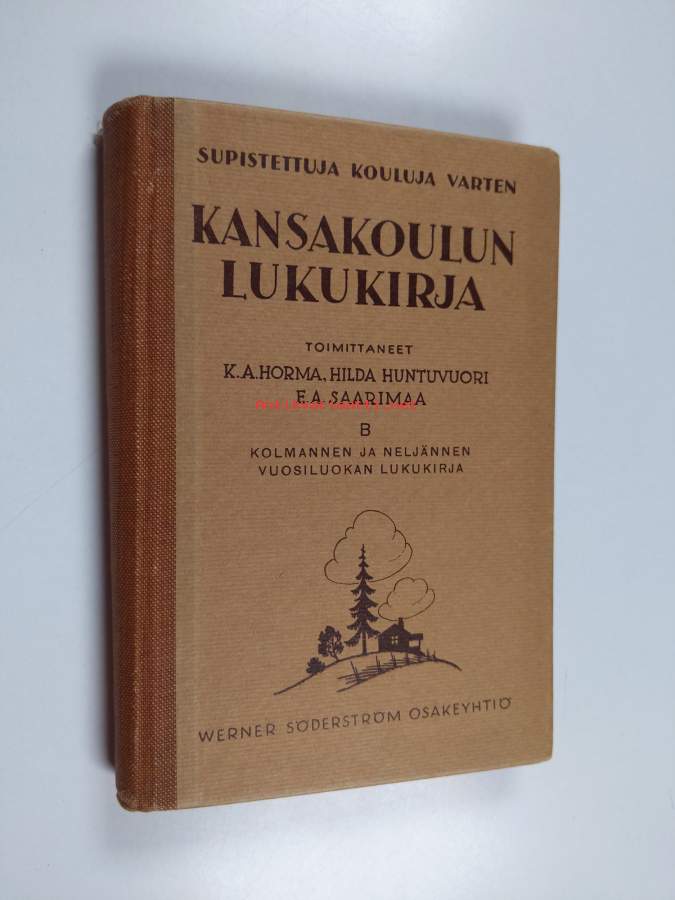 SUPISTETTUJA KOULUJA VARTEN
KANSAKOULUN
LUKUKIRJA
TOIMITTANEET
K.A.HORMA, HILDA HUNTUVUORI
E.A.SAARIMAA
B
KOLMANNEN JA NELJÄNNEN
VUOSILUOKAN LUKUKIRJA
WERNER SÖDERSTRÖM OSAKEYHTIÖ